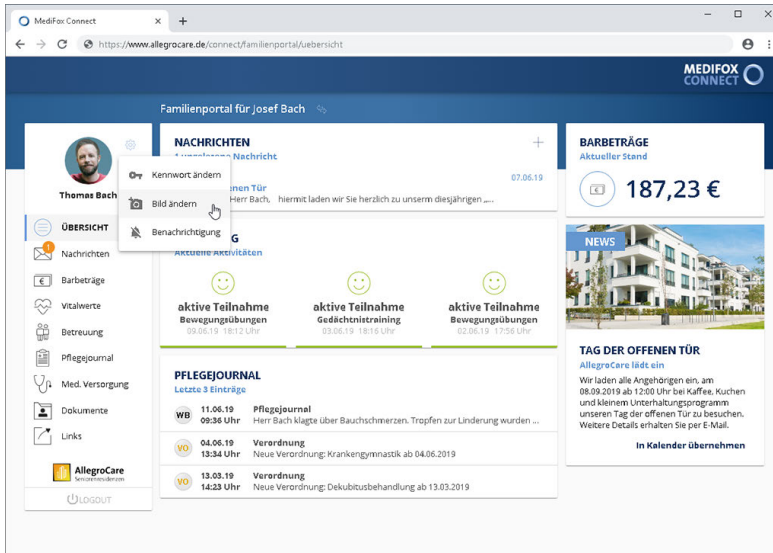 MediFox Connect
https://www.allegrocare.de/connect/familienportal/uebersicht
MEDIFOX
CONNECT
Familienportal für Josef Bach
Thomas Bach
Kennwort ändern
Bild ändern
Benachrichtigung
ÜBERSICHT
Nachrichten
1
Barbeträge
Vitalwerte
Betreuung
Pflegejournal
Med. Versorgung
Dokumente
Links
AllegroCare
Seniorenresidenzen
LOGOUT
NACHRICHTEN
Nachricht
07.06.19
enen Tür
Herr Bach, hiermit laden wir Sie herzlich zu unserm diesjährigen „...
G
Aktuelle Aktivitäten
aktive Teilnahme
Bewegungsübungen
09.06.19 18:12 Uhr
aktive Teilnahme
Gedächtnistraining
03.06.19 18:16 Uhr
aktive Teilnahme
Bewegungsübungen
02.06.19 17:56 Uhr
PFLEGEJOURNAL
Letzte 3 Einträge
WB 11.06.19 Pflegejournal
09:36 Uhr Herr Bach klagte über Bauchschmerzen. Tropfen zur Linderung wurden ...
VO 04.06.19 Verordnung
13:34 Uhr Neue Verordnung: Krankengymnastik ab 04.06.2019
VO 13.03.19 Verordnung
14:23 Uhr Neue Verordnung: Dekubitusbehandlung ab 13.03.2019
BARBETRÄGE
Aktueller Stand
187,23 €
NEWS
TAG DER OFFENEN TÜR
AllegroCare lädt ein
Wir laden alle Angehörigen ein, am
08.09.2019 ab 12:00 Uhr bei Kaffee, Kuchen
und kleinem Unterhaltungsprogramm
unseren Tag der offenen Tür zu besuchen.
Weitere Details erhalten Sie per E-Mail.
In Kalender übernehmen